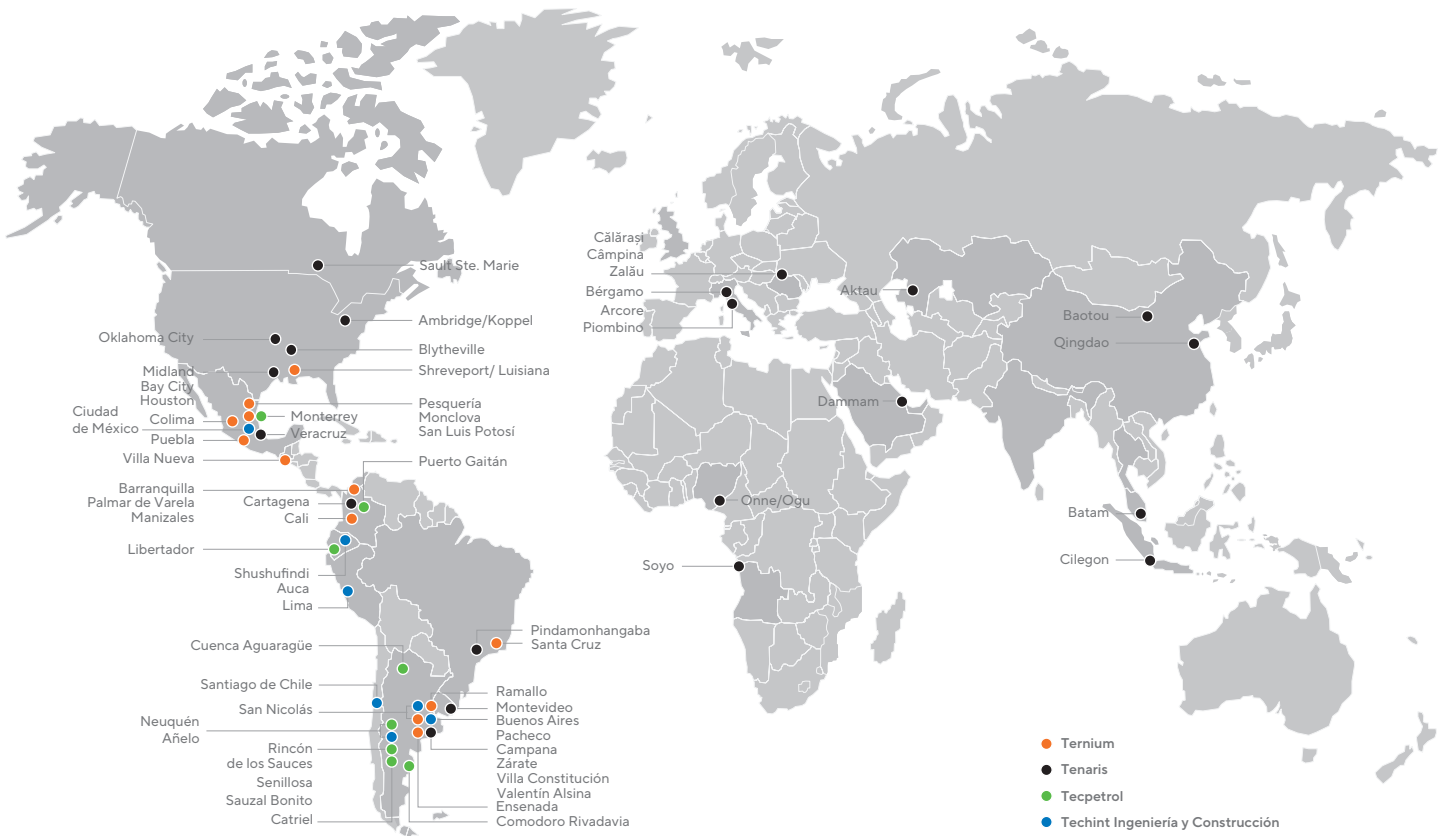 Sault Ste. Marie
Oklahoma City
Ambridge/Koppel
Blytheville
Midland
Bay City
Houston
Shreveport/ Luisiana
Ciudad
de México
Colima
Puebla
Villa Nueva
Pesquería
Monclova
San Luis Potosí
Monterrey
Veracruz
Puerto Gaitán
Barranquilla
Palmar de Varela
Manizales
Cartagena
Cali
Libertador
Shushufindi
Auca
Lima
Pindamonhangaba
Santa Cruz
Cuenca Aguaragüe
Santiago de Chile
San Nicolás
Neuquén
Añelo
Rincón
de los Sauces
Senillosa
Sauzal Bonito
Catriel
Ramallo
Montevideo
Buenos Aires
Pacheco
Campana
Zárate
Villa Constitución
Valentín Alsina
Ensenada
Comodoro Rivadavia
Călărași
Câmpina
Zalău
Bérgamo
Arcore
Piombino
Aktau
Baotou
Qingdao
Dammam
Onne/Ogu
Soyo
Batam
Cilegon
Ternium
Tenaris
Tecpetrol
Techint Ingeniería y Construcción